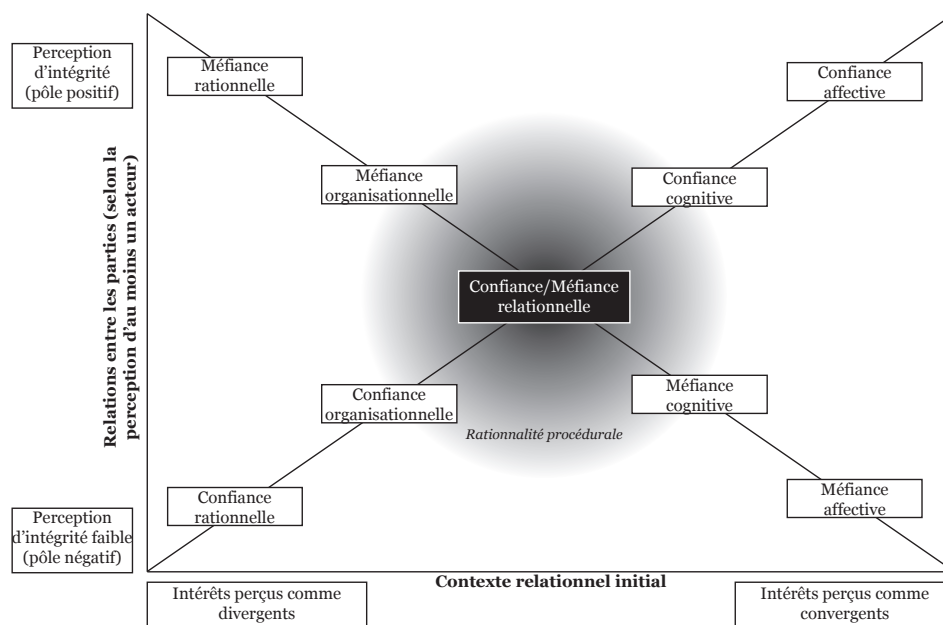 Perception
d’intégrité
(pôle positif)
Méfiance
rationnelle
Confiance
affective
Méfiance
organisationnelle
Confiance
cognitive
Relations entre les parties (selon la
perception d’au moins un acteur)
Confiance/Méfiance
relationnelle
Confiance
organisationnelle
Méfiance
cognitive
Rationnalité procédurale
Confiance
rationnelle
Méfiance
affective
Perception
d’intégrité faible
(pôle négatif)
Contexte relationnel initial
Intérêts perçus comme
divergents
Intérêts perçus comme
convergents